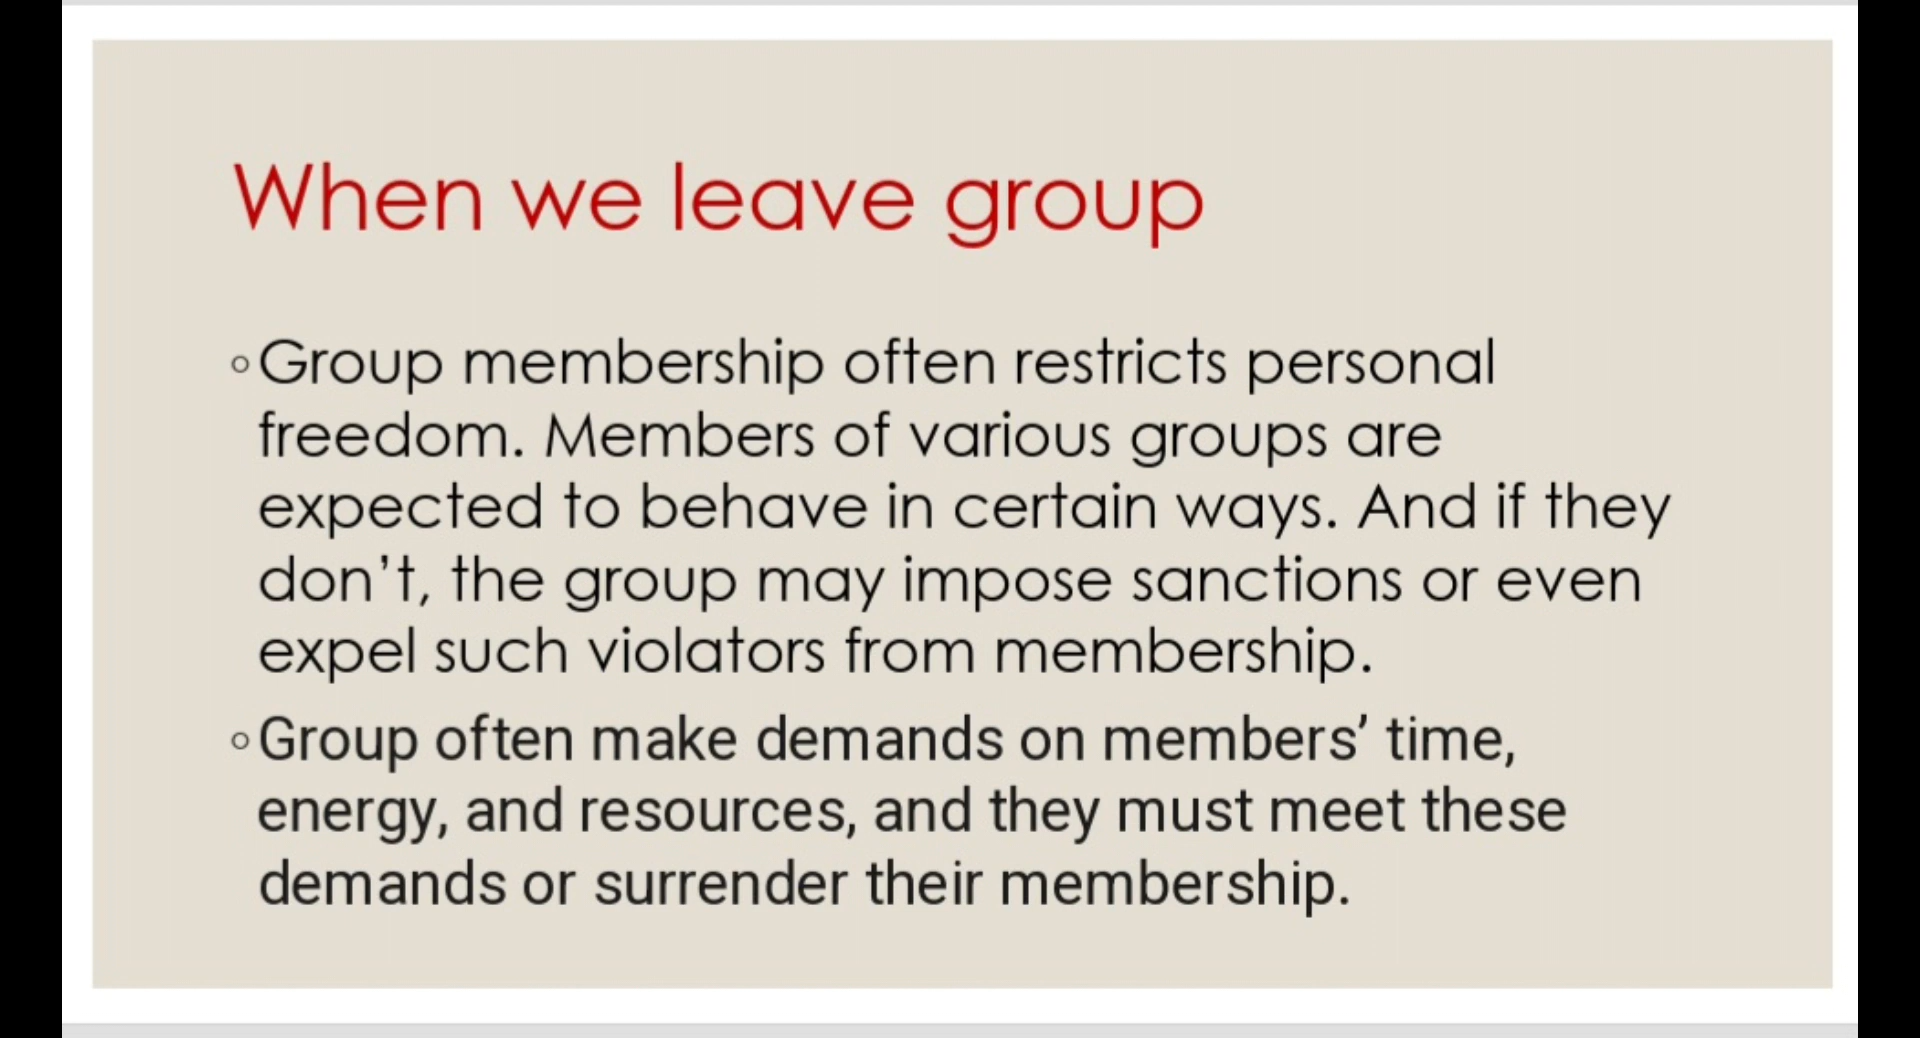 When we leave group
◦Group membership often restricts personal
freedom. Members of various groups are
expected to behave in certain ways. And if they
don’t, the group may impose sanctions or even
expel such violators from membership.
◦Group often make demands on members’ time,
energy, and resources, and they must meet these
demands or surrender their membership.